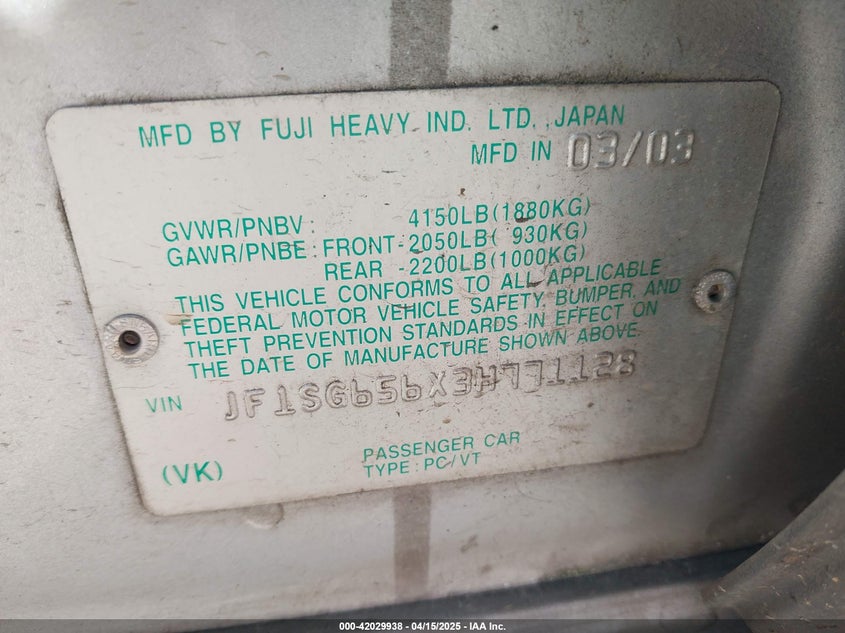 MFD BY FUJI HEAVY IND. LTD. JAPAN
MFD IN 03/03
GVWR/PNBV: 4150LB(1880KG)
GAWR/PNBE: FRONT-2050LB( 930KG)
REAR -2200LB(1000KG)
THIS VEHICLE CONFORMS TO ALL APPLICABLE
FEDERAL MOTOR VEHICLE SAFETY, BUMPER, AND
THEFT PREVENTION STANDARDS IN EFFECT ON
THE DATE OF MANUFACTURE SHOWN ABOVE.
VIN JF1SG656X3H771128
PASSENGER CAR
(VK) TYPE: PC/VT
000-42029938 - 04/15/2025 - IAA Inc.